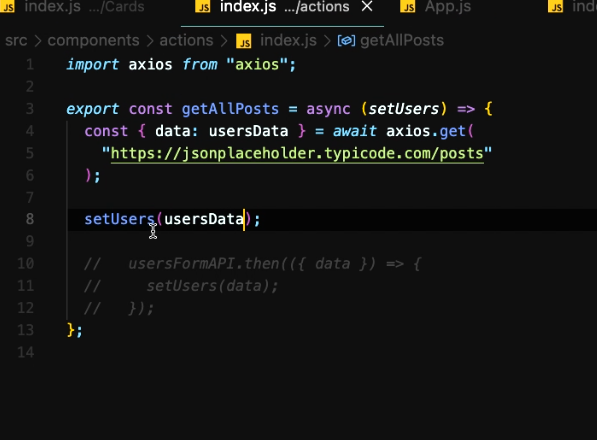 JS index.js .../Cards JS index.js .../actions × JS App.js JS ind
src > components > actions > JS index.js > getAllPosts
1 import axios from "axios";
2
3 export const getAllPosts = async (setUsers) => {
4 const { data: usersData } = await axios.get(
5 "https://jsonplaceholder.typicode.com/posts"
6 );
7
8 setUsers(usersData);
9
10 // usersFormAPI.then(({ data }) => {
11 // setUsers(data);
12 // });
13 };
14